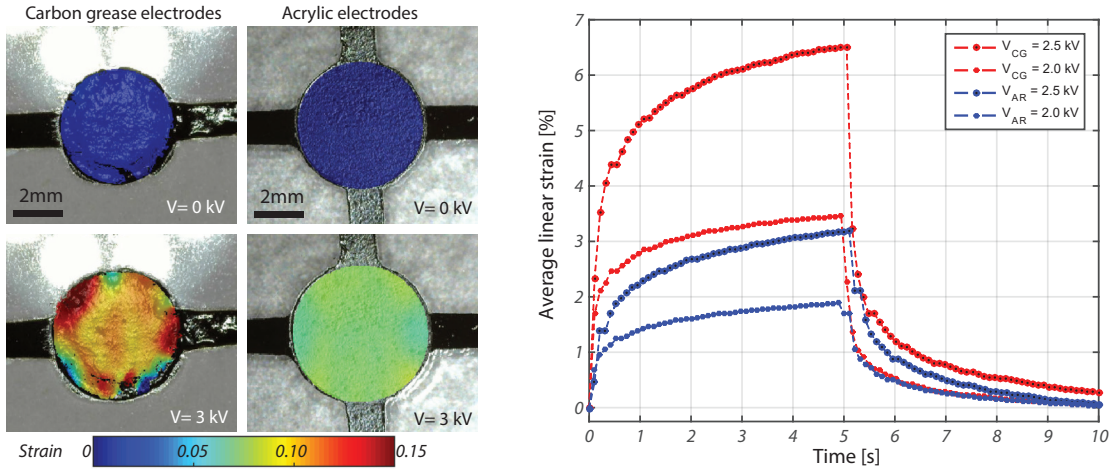 Carbon grease electrodes
Acrylic electrodes
2mm
V= 0 kV
2mm
V= 0 kV
V= 3 kV
V= 3 kV
Strain 0 0.05 0.10 0.15
Average linear strain [%]
7
6
5
4
3
2
1
0
V_CG = 2.5 kV
V_CG = 2.0 kV
V_AR = 2.5 kV
V_AR = 2.0 kV
0 1 2 3 4 5 6 7 8 9 10
Time [s]